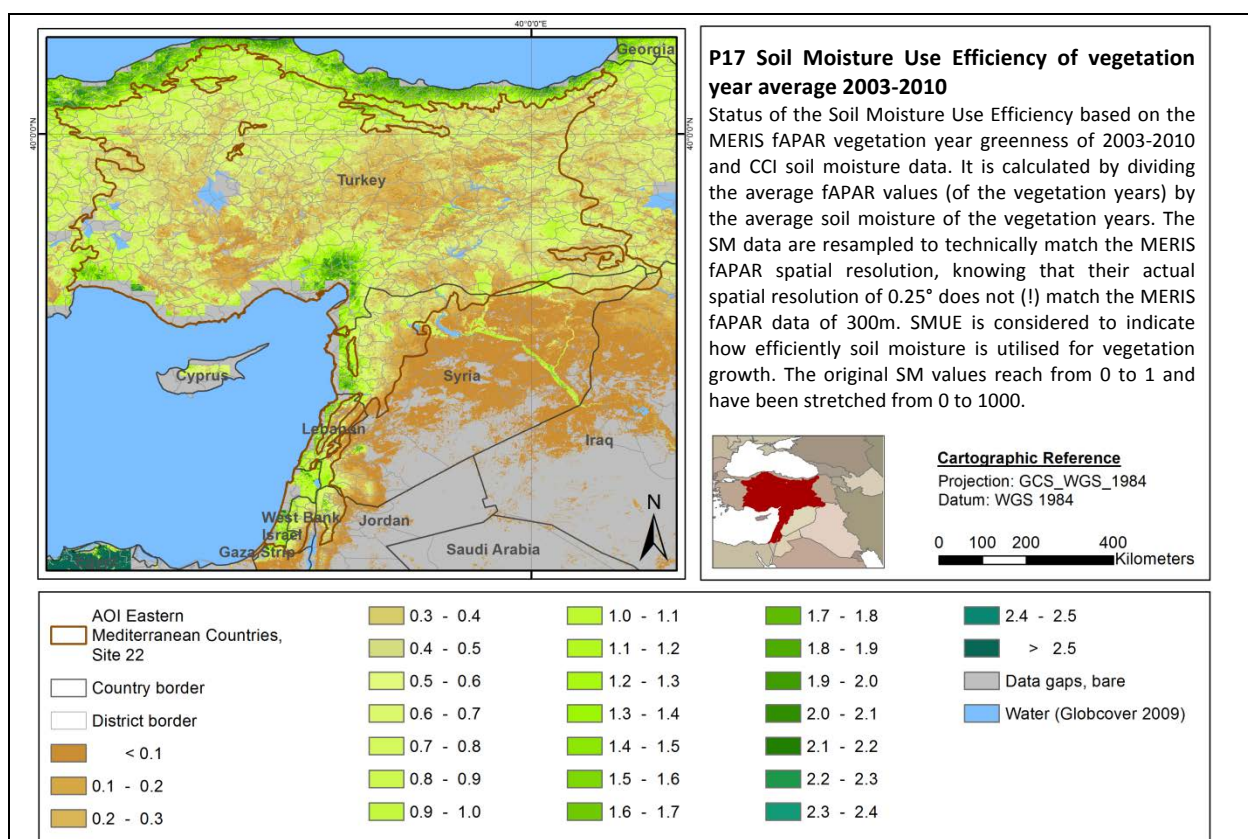 40°0'0"E
Georgia
40°0'0"N
40°0'0"N
Turkey
Cyprus
Syria
Lebanon
Iraq
West Bank
Israel
Jordan
Gaza Strip
Saudi Arabia
N
P17 Soil Moisture Use Efficiency of vegetation
year average 2003-2010
Status of the Soil Moisture Use Efficiency based on the
MERIS fAPAR vegetation year greenness of 2003-2010
and CCI soil moisture data. It is calculated by dividing
the average fAPAR values (of the vegetation years) by
the average soil moisture of the vegetation years. The
SM data are resampled to technically match the MERIS
fAPAR spatial resolution, knowing that their actual
spatial resolution of 0.25° does not (!) match the MERIS
fAPAR data of 300m. SMUE is considered to indicate
how efficiently soil moisture is utilised for vegetation
growth. The original SM values reach from 0 to 1 and
have been stretched from 0 to 1000.
Cartographic Reference
Projection: GCS_WGS_1984
Datum: WGS 1984
0 100 200 400
Kilometers
AOI Eastern
Mediterranean Countries,
Site 22
Country border
District border
< 0.1
0.1 - 0.2
0.2 - 0.3
0.3 - 0.4
0.4 - 0.5
0.5 - 0.6
0.6 - 0.7
0.7 - 0.8
0.8 - 0.9
0.9 - 1.0
1.0 - 1.1
1.1 - 1.2
1.2 - 1.3
1.3 - 1.4
1.4 - 1.5
1.5 - 1.6
1.6 - 1.7
1.7 - 1.8
1.8 - 1.9
1.9 - 2.0
2.0 - 2.1
2.1 - 2.2
2.2 - 2.3
2.3 - 2.4
2.4 - 2.5
> 2.5
Data gaps, bare
Water (Globcover 2009)